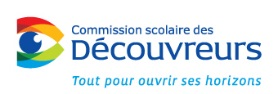 Commission scolaire des
Découvreurs
Tout pour ouvrir ses horizons